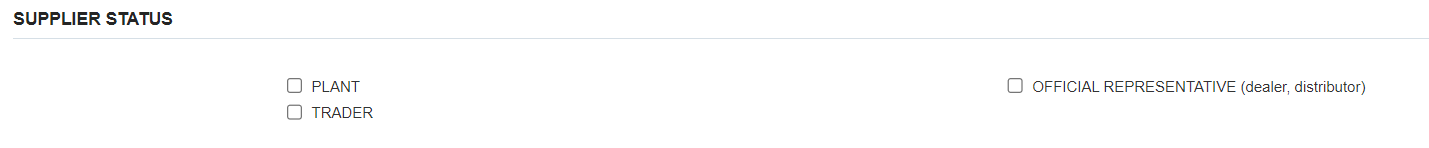 SUPPLIER STATUS
PLANT
OFFICIAL REPRESENTATIVE (dealer, distributor)
TRADER